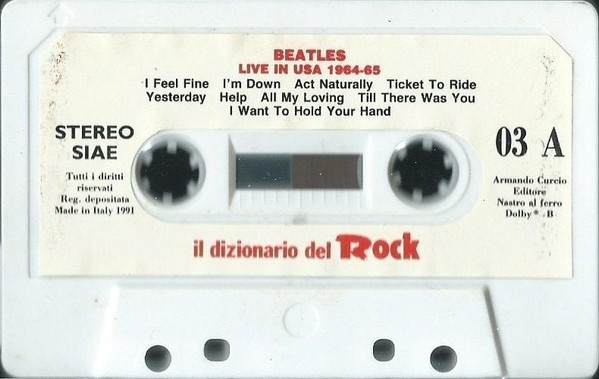 BEATLES
LIVE IN USA 1964-65
I Feel Fine I'm Down Act Naturally Ticket To Ride
Yesterday Help All My Loving Till There Was You
I Want To Hold Your Hand
STEREO
SIAE
Tutti i diritti
riservati
Reg. depositata
Made in Italy 1991
03 A
Armando Curcio
Editore
Nastro al ferro
Dolby® B
il dizionario del Rock